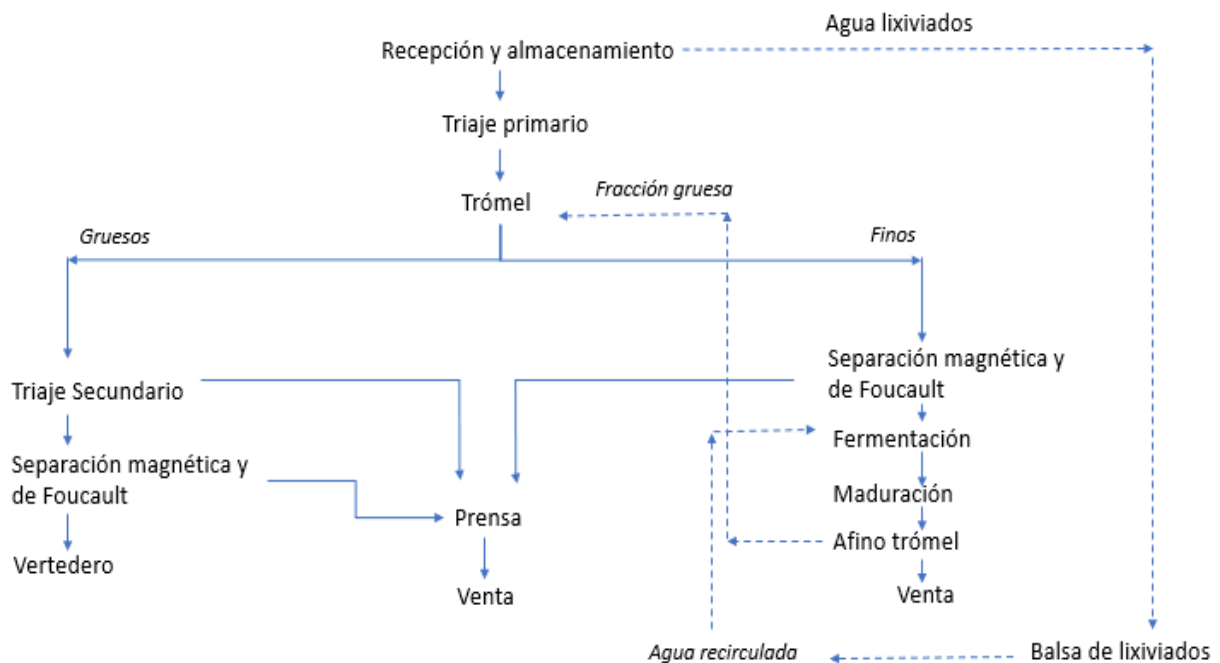 Agua lixiviados
Recepción y almacenamiento
Triaje primario
Fracción gruesa
Trómel
Gruesos
Finos
Separación magnética y
de Foucault
Triaje Secundario
Fermentación
Separación magnética y
de Foucault
Maduración
Prensa
Afino trómel
Vertedero
Venta
Venta
Agua recirculada
Balsa de lixiviados